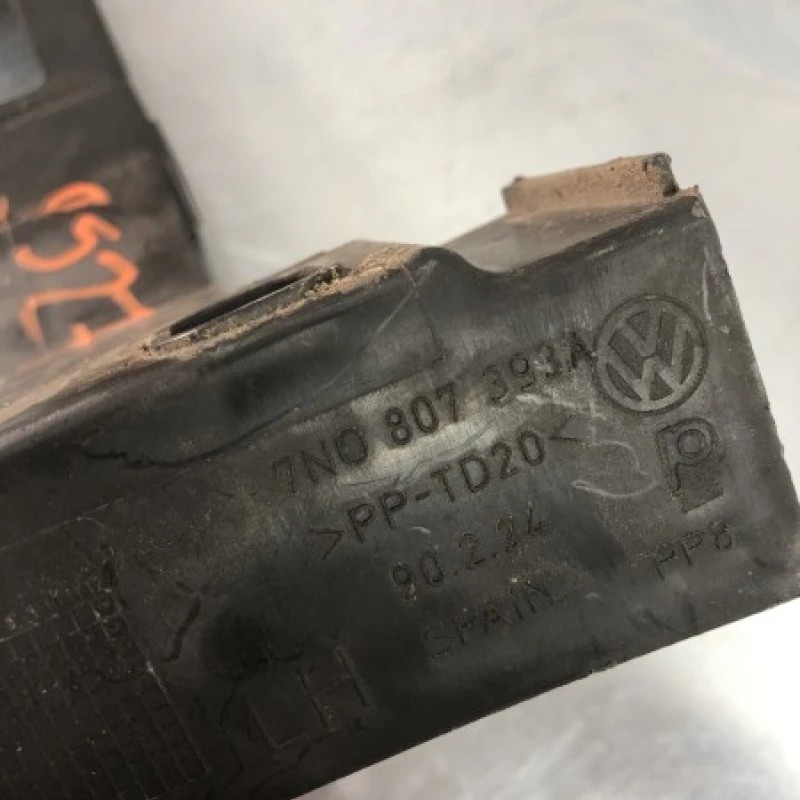 7N0 807 393A
>PP-TD20<
90.2.24
SPAIN
PP8
LH